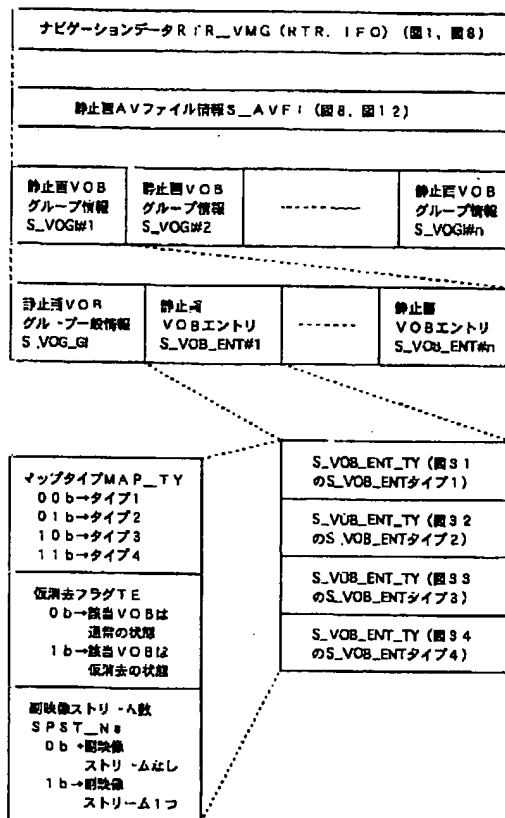 ナビゲーションデータRTR_VMG (RTR. IFO) (図1, 図8)
静止画AVファイル情報S_AVFI (図8, 図12)
静止画VOB
グループ情報
S_VOGI#1
静止画VOB
グループ情報
S_VOGI#2
静止画VOB
グループ情報
S_VOGI#n
静止画VOB
グループ一般情報
S_VOG_GI
静止画
VOBエントリ
S_VOB_ENT#1
静止画
VOBエントリ
S_VOB_ENT#n
マップタイプMAP_TY
00b→タイプ1
01b→タイプ2
10b→タイプ3
11b→タイプ4
仮消去フラグTE
0b→該当VOBは
通常の状態
1b→該当VOBは
仮消去の状態
副映像ストリーム数
SPST_Ns
0b→副映像
ストリームなし
1b→副映像
ストリーム1つ
S_VOB_ENT_TY (図31
のS_VOB_ENTタイプ1)
S_VOB_ENT_TY (図32
のS_VOB_ENTタイプ2)
S_VOB_ENT_TY (図33
のS_VOB_ENTタイプ3)
S_VOB_ENT_TY (図34
のS_VOB_ENTタイプ4)